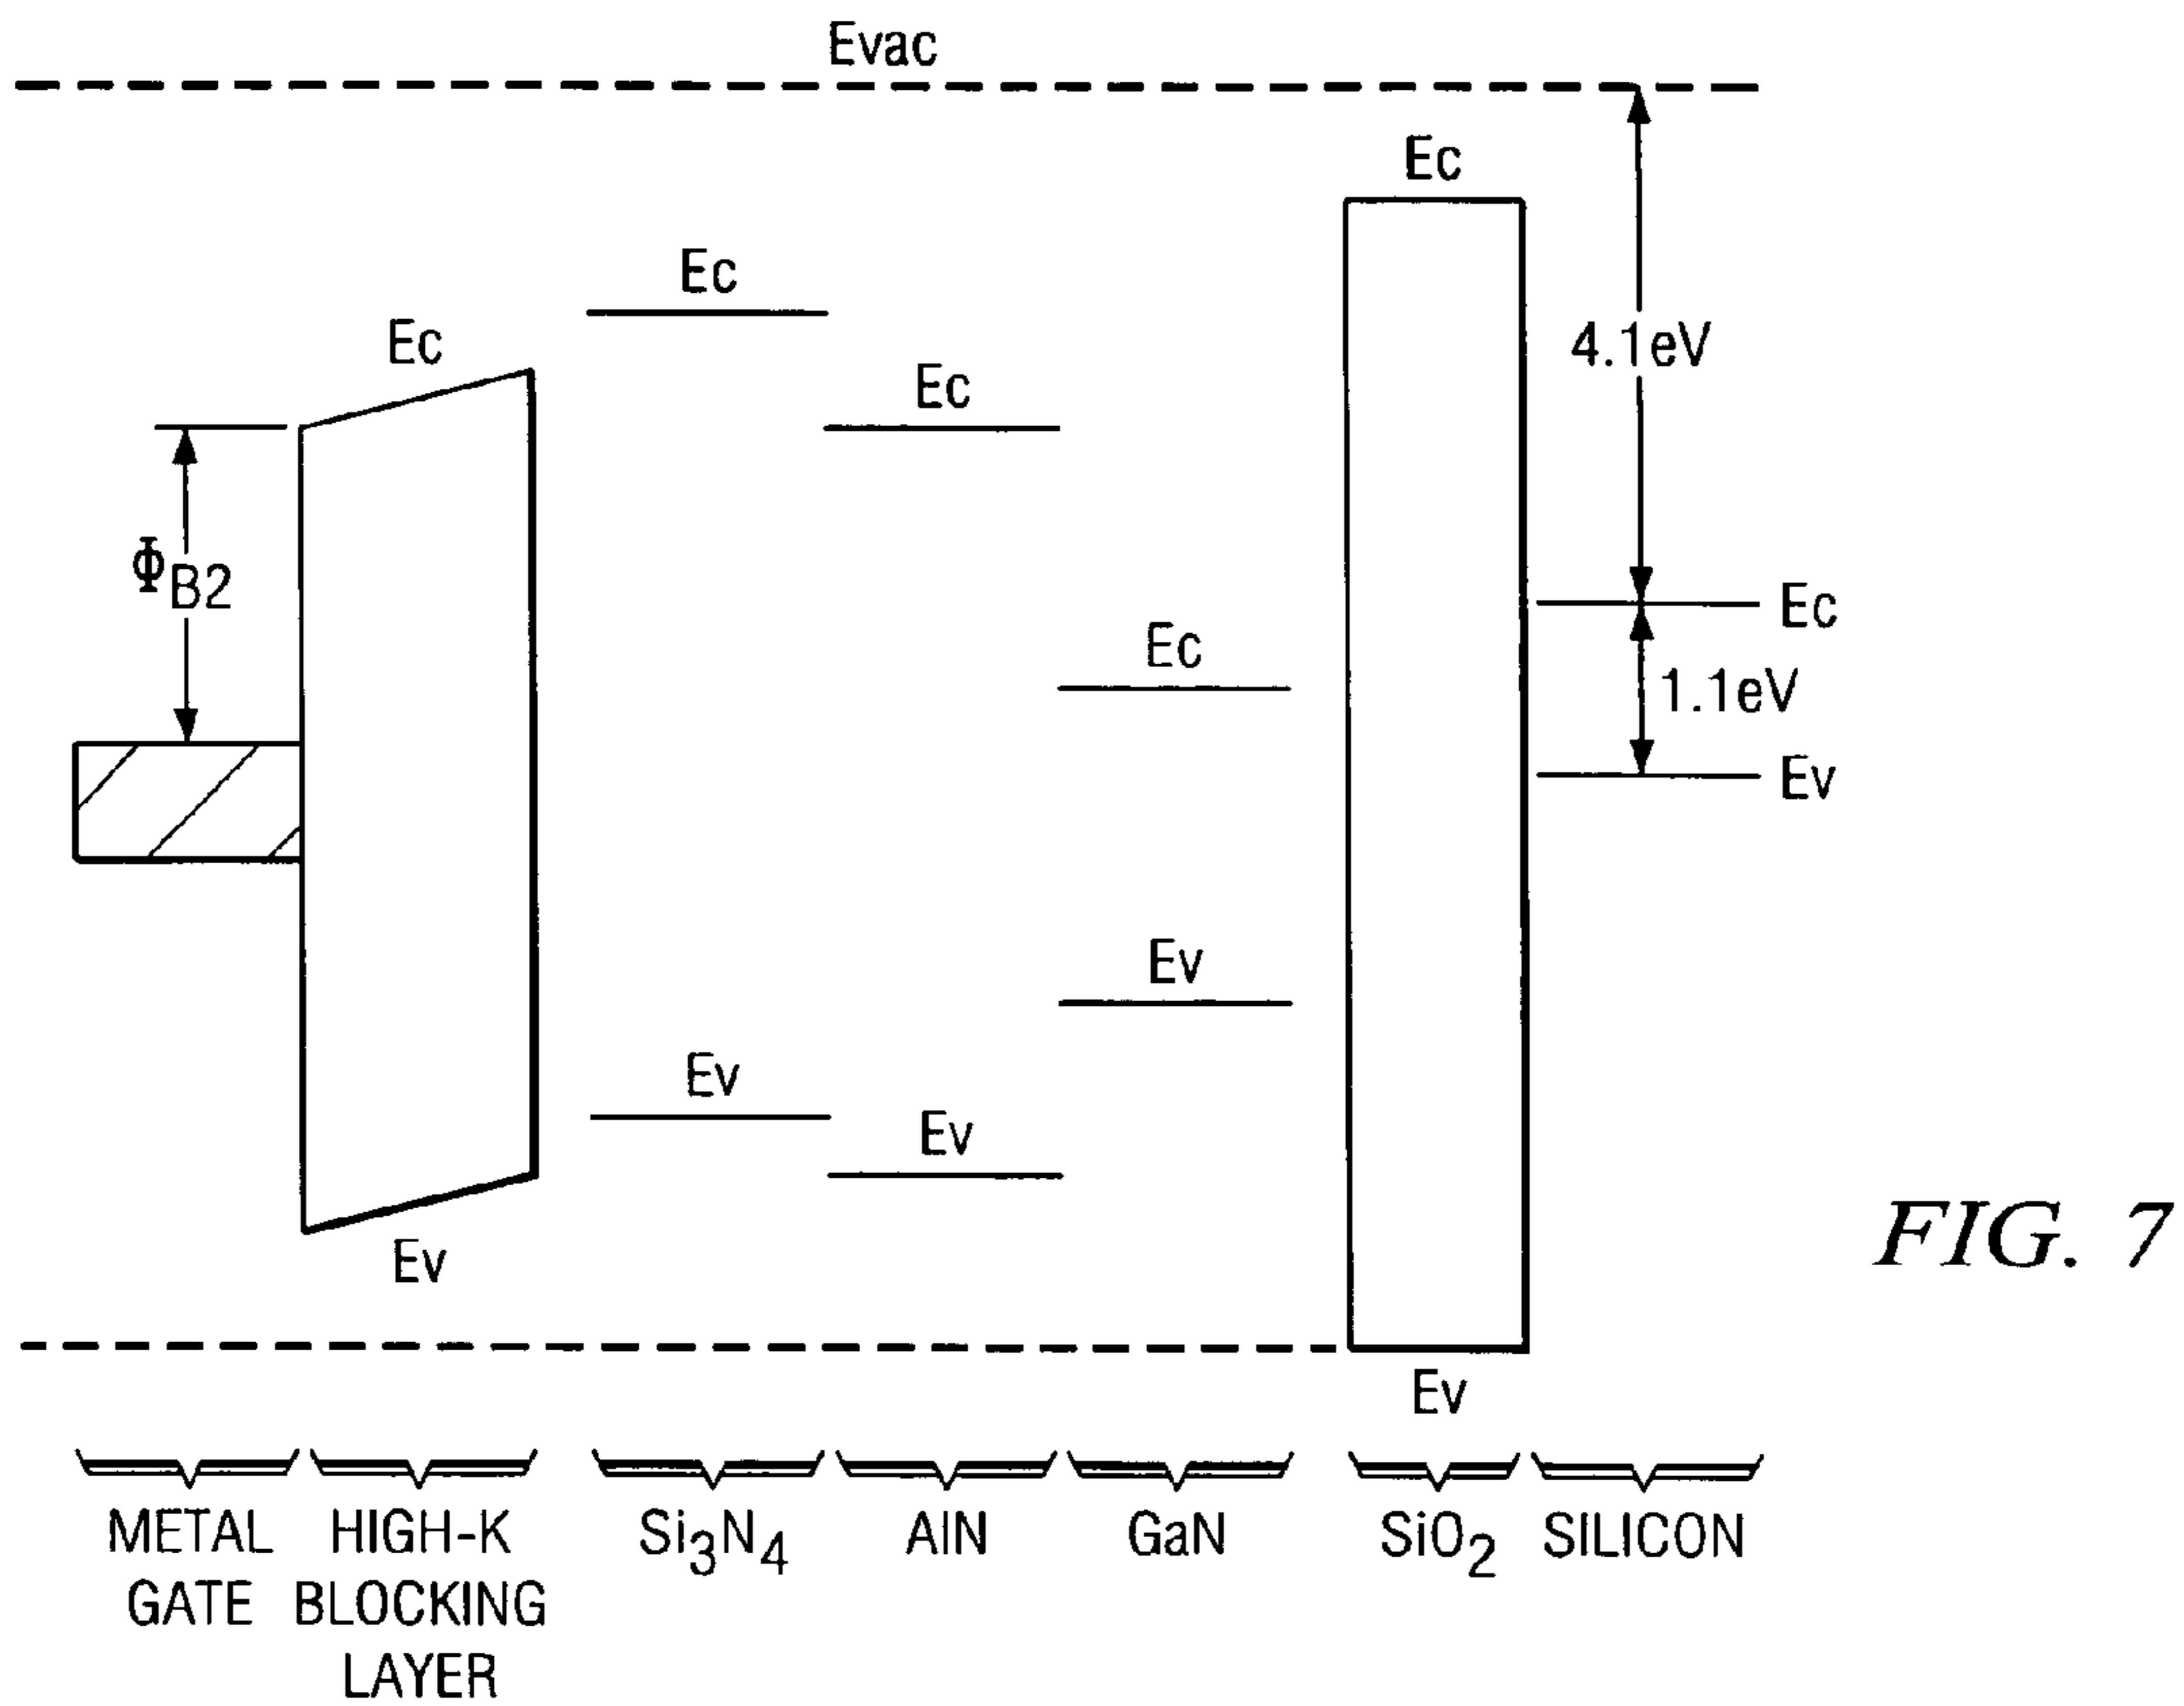 Evac
Ec
Ec
Ec
Ec
4.1eV
ΦB2
Ec
Ec
1.1eV
Ev
Ev
Ev
Ev
Ev
Ev
FIG. 7
METAL GATE
HIGH-K BLOCKING LAYER
Si3N4
AlN
GaN
SiO2
SILICON